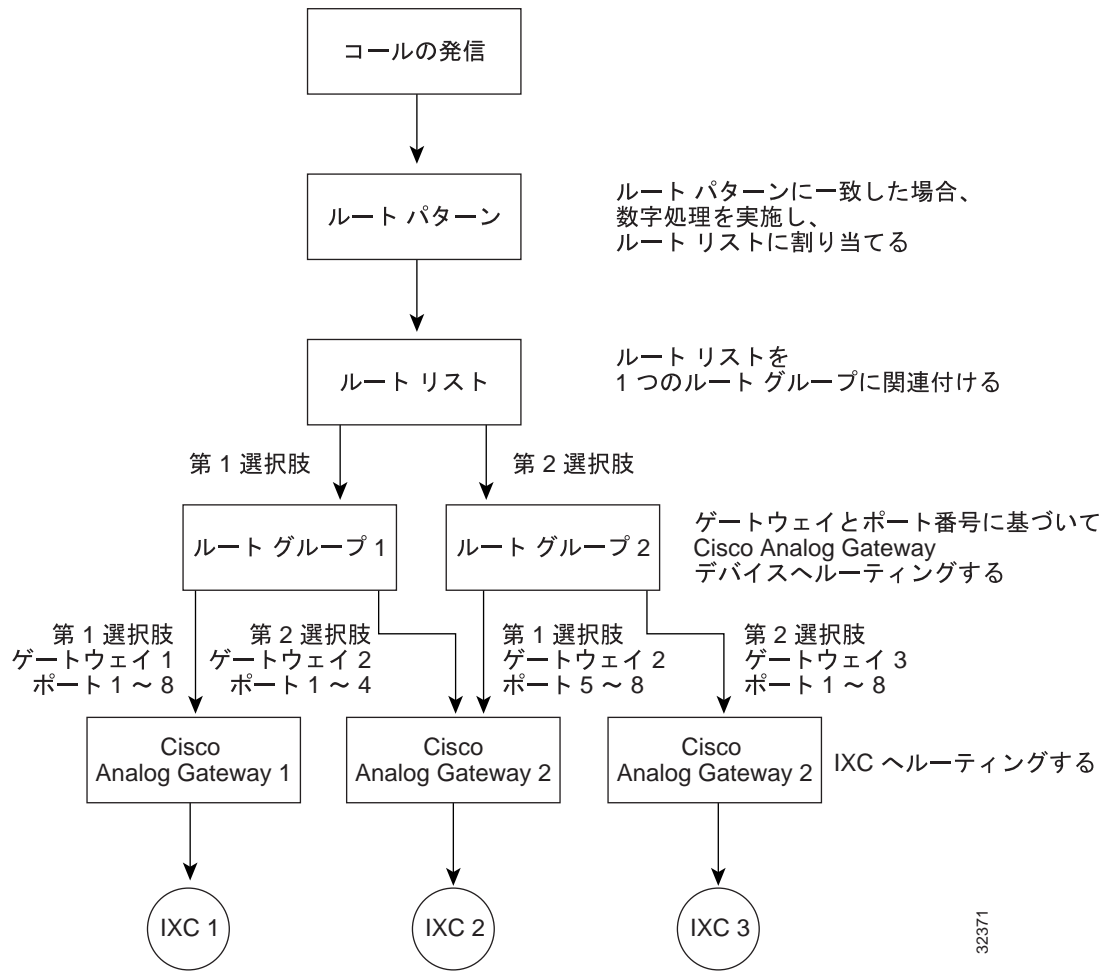 コールの発信
ルート パターン
ルート パターンに一致した場合、
数字処理を実施し、
ルート リストに割り当てる
ルート リスト
ルート リストを
1 つのルート グループに関連付ける
第 1 選択肢
第 2 選択肢
ルート グループ 1
ルート グループ 2
ゲートウェイとポート番号に基づいて
Cisco Analog Gateway
デバイスへルーティングする
第 1 選択肢
ゲートウェイ 1
ポート 1 ～ 8
第 2 選択肢
ゲートウェイ 2
ポート 1 ～ 4
第 1 選択肢
ゲートウェイ 2
ポート 5 ～ 8
第 2 選択肢
ゲートウェイ 3
ポート 1 ～ 8
Cisco
Analog Gateway 1
Cisco
Analog Gateway 2
Cisco
Analog Gateway 2
IXC へルーティングする
IXC 1
IXC 2
IXC 3
32371